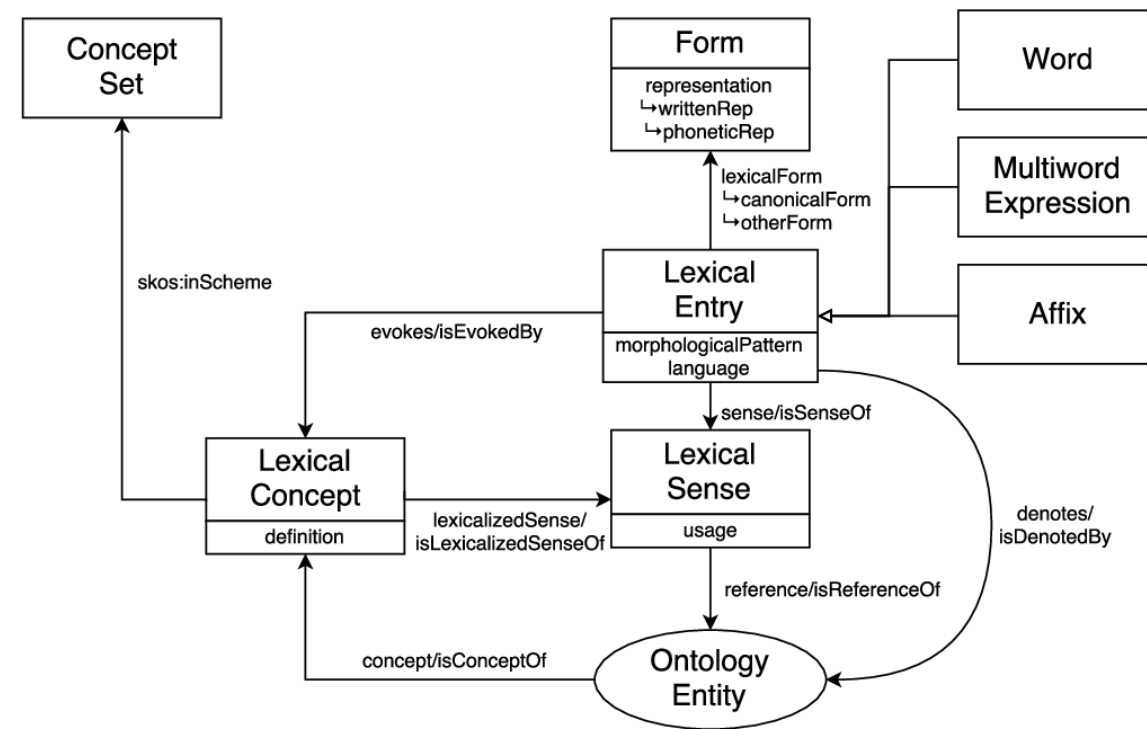 Concept
Set
Form
representation
↳writtenRep
↳phoneticRep
Word
Multiword
Expression
Affix
lexicalForm
↳canonicalForm
↳otherForm
skos:inScheme
Lexical
Entry
morphologicalPattern
language
evokes/isEvokedBy
sense/isSenseOf
Lexical
Concept
definition
lexicalizedSense/
isLexicalizedSenseOf
Lexical
Sense
usage
denotes/
isDenotedBy
reference/isReferenceOf
concept/isConceptOf
Ontology
Entity